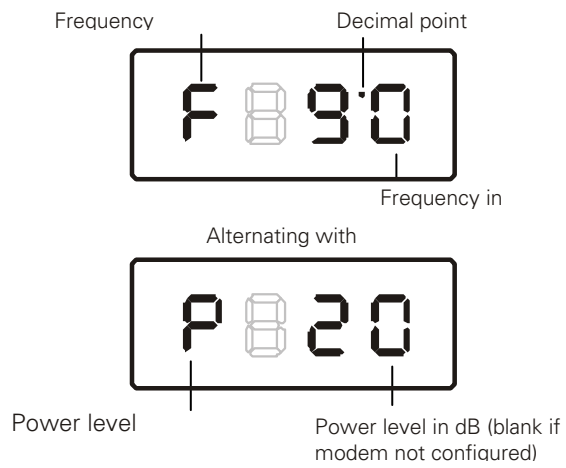 Frequency
Decimal point
F 9.0
Frequency in
Alternating with
P 20
Power level
Power level in dB (blank if
modem not configured)